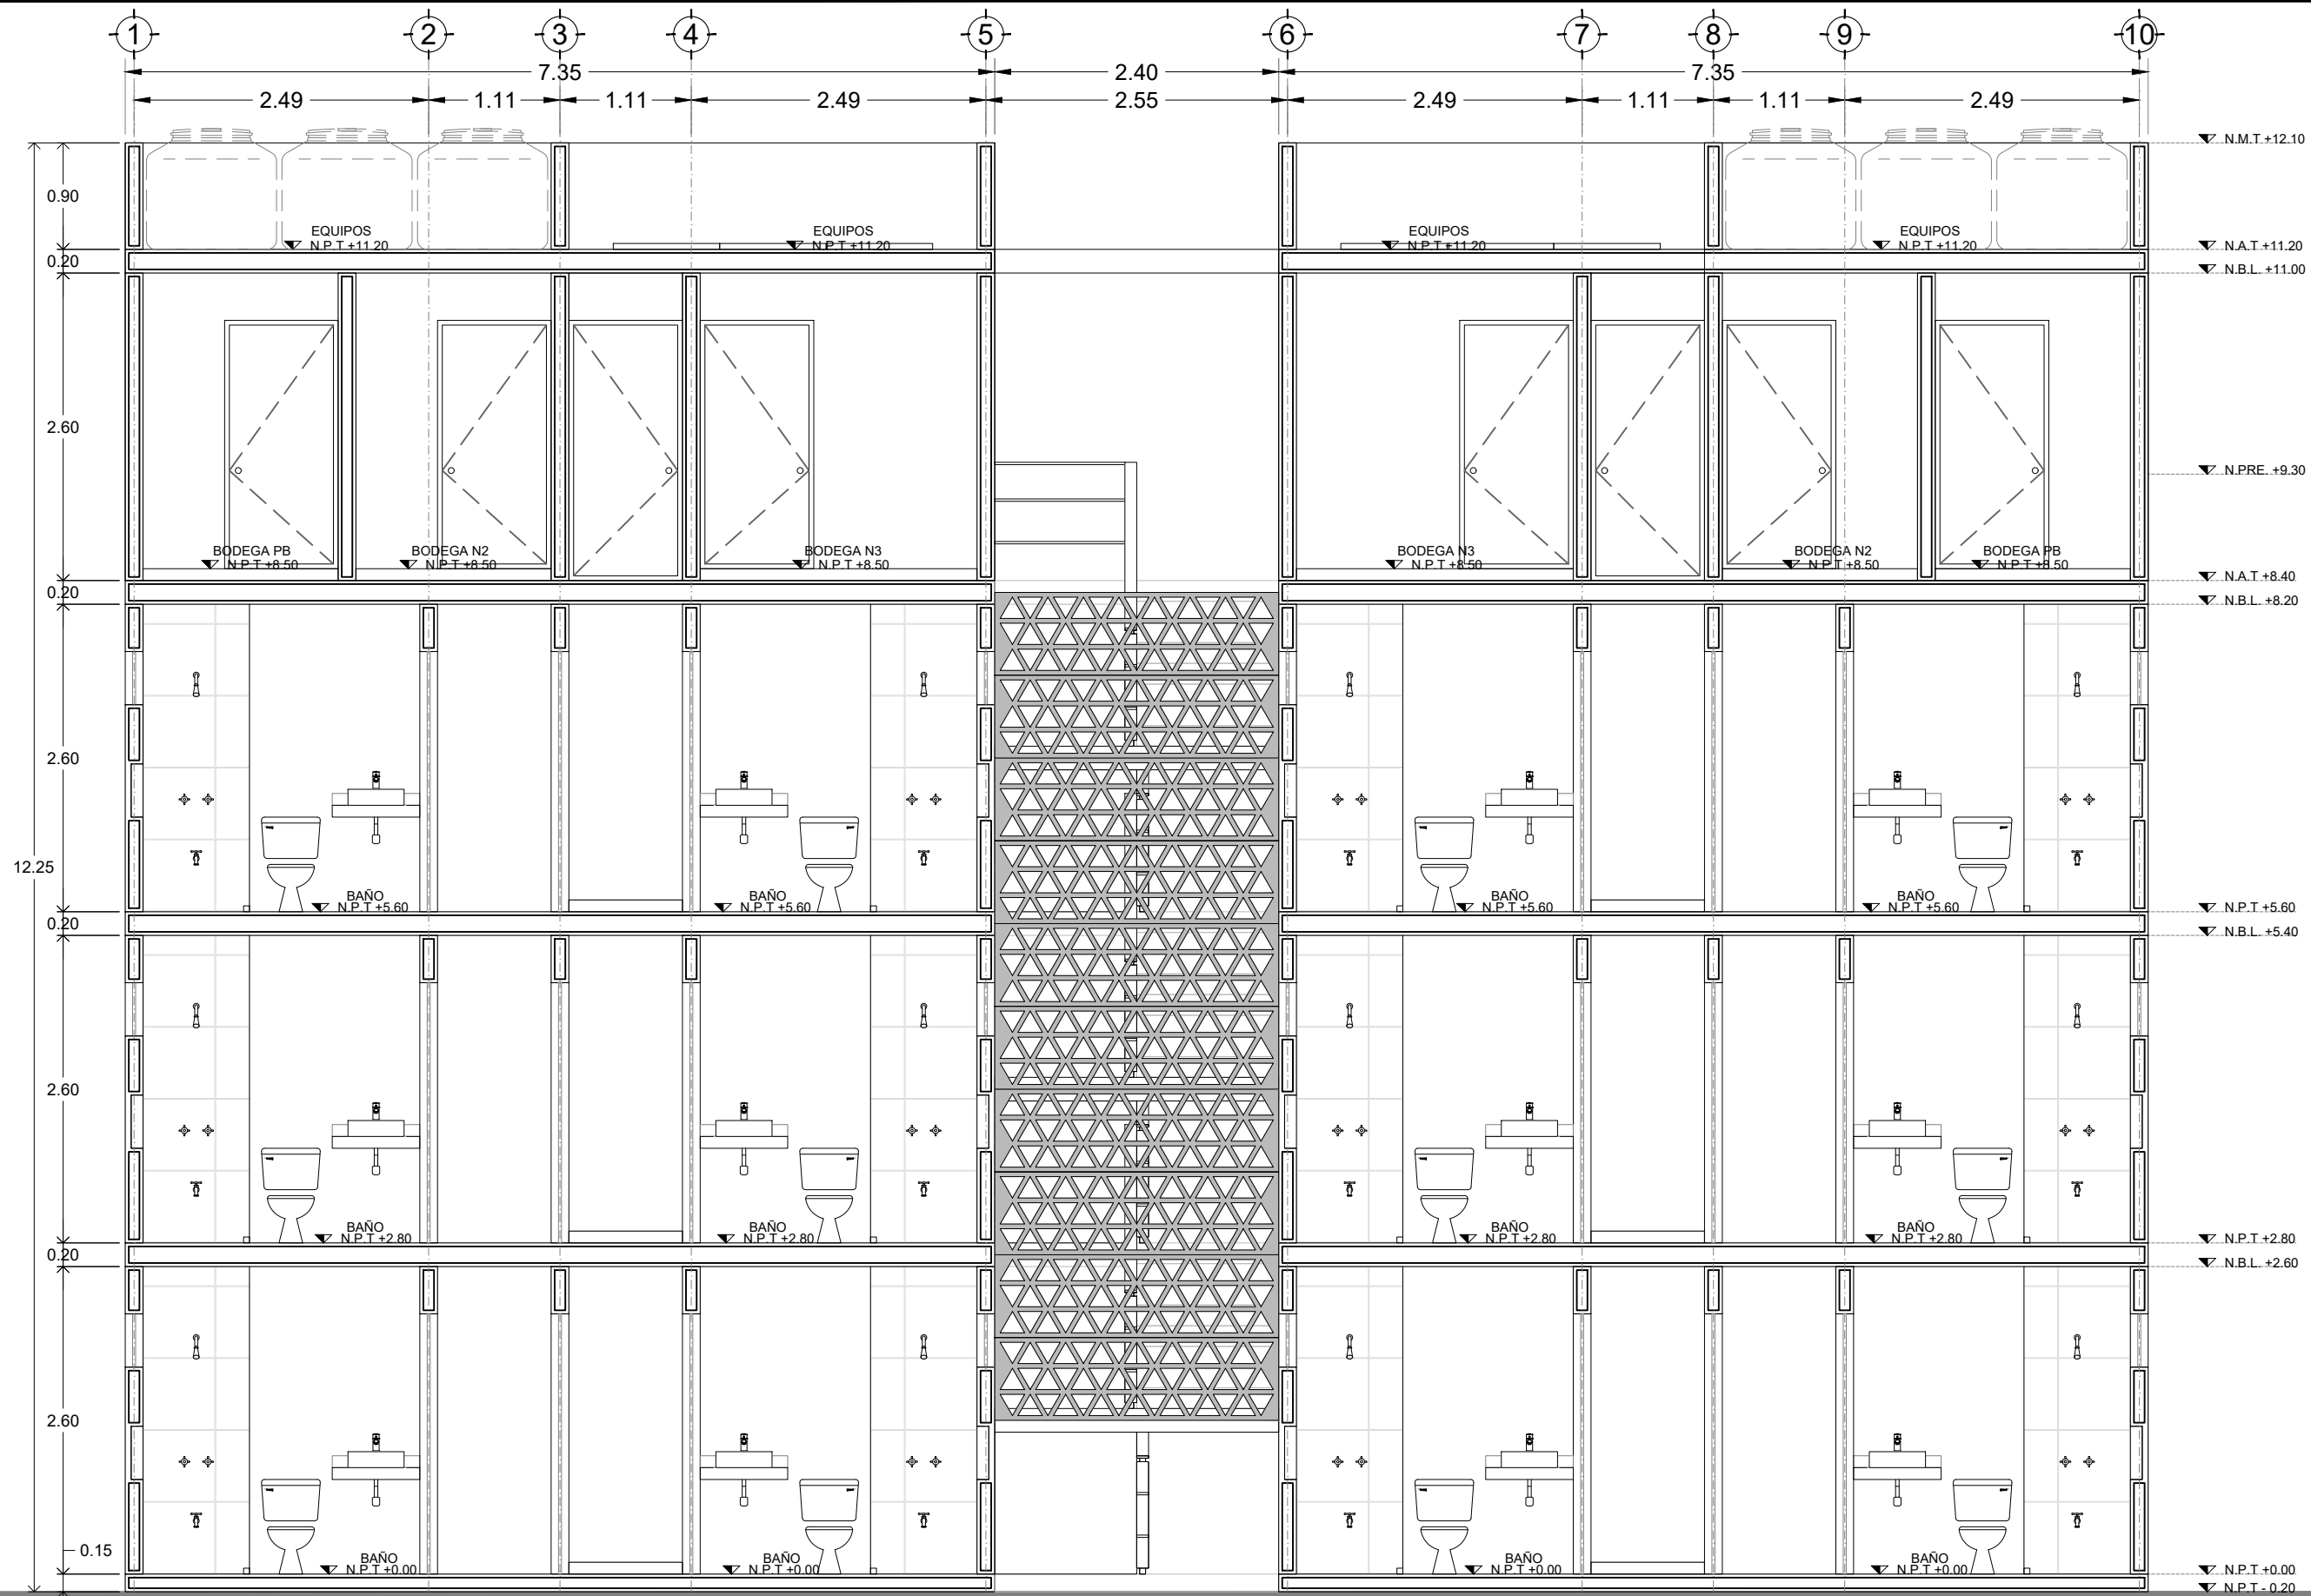 1 2 3 4 5 6 7 8 9 10
7.35 2.40 7.35
2.49 1.11 1.11 2.49 2.55 2.49 1.11 1.11 2.49
N.M.T +12.10
0.90
EQUIPOS EQUIPOS EQUIPOS EQUIPOS
N.P.T +11.20 N.P.T +11.20 N.P.T +11.20 N.P.T +11.20 N.A.T +11.20
0.20
N.B.L. +11.00
2.60
N.PRE. +9.30
BODEGA PB BODEGA N2 BODEGA N3 BODEGA N3 BODEGA N2 BODEGA PB
N.P.T +8.50 N.P.T +8.50 N.P.T +8.50 N.P.T +8.50 N.P.T +8.50 N.P.T +8.50
N.A.T +8.40
0.20
N.B.L. +8.20
2.60
12.25
BAÑO BAÑO BAÑO BAÑO
N.P.T +5.60 N.P.T +5.60 N.P.T +5.60 N.P.T +5.60 N.P.T +5.60
0.20
N.B.L. +5.40
2.60
BAÑO BAÑO BAÑO BAÑO
N.P.T +2.80 N.P.T +2.80 N.P.T +2.80 N.P.T +2.80 N.P.T +2.80
0.20
N.B.L. +2.60
2.60
0.15
BAÑO BAÑO BAÑO BAÑO
N.P.T +0.00 N.P.T +0.00 N.P.T +0.00 N.P.T +0.00 N.P.T +0.00
N.P.T - 0.20